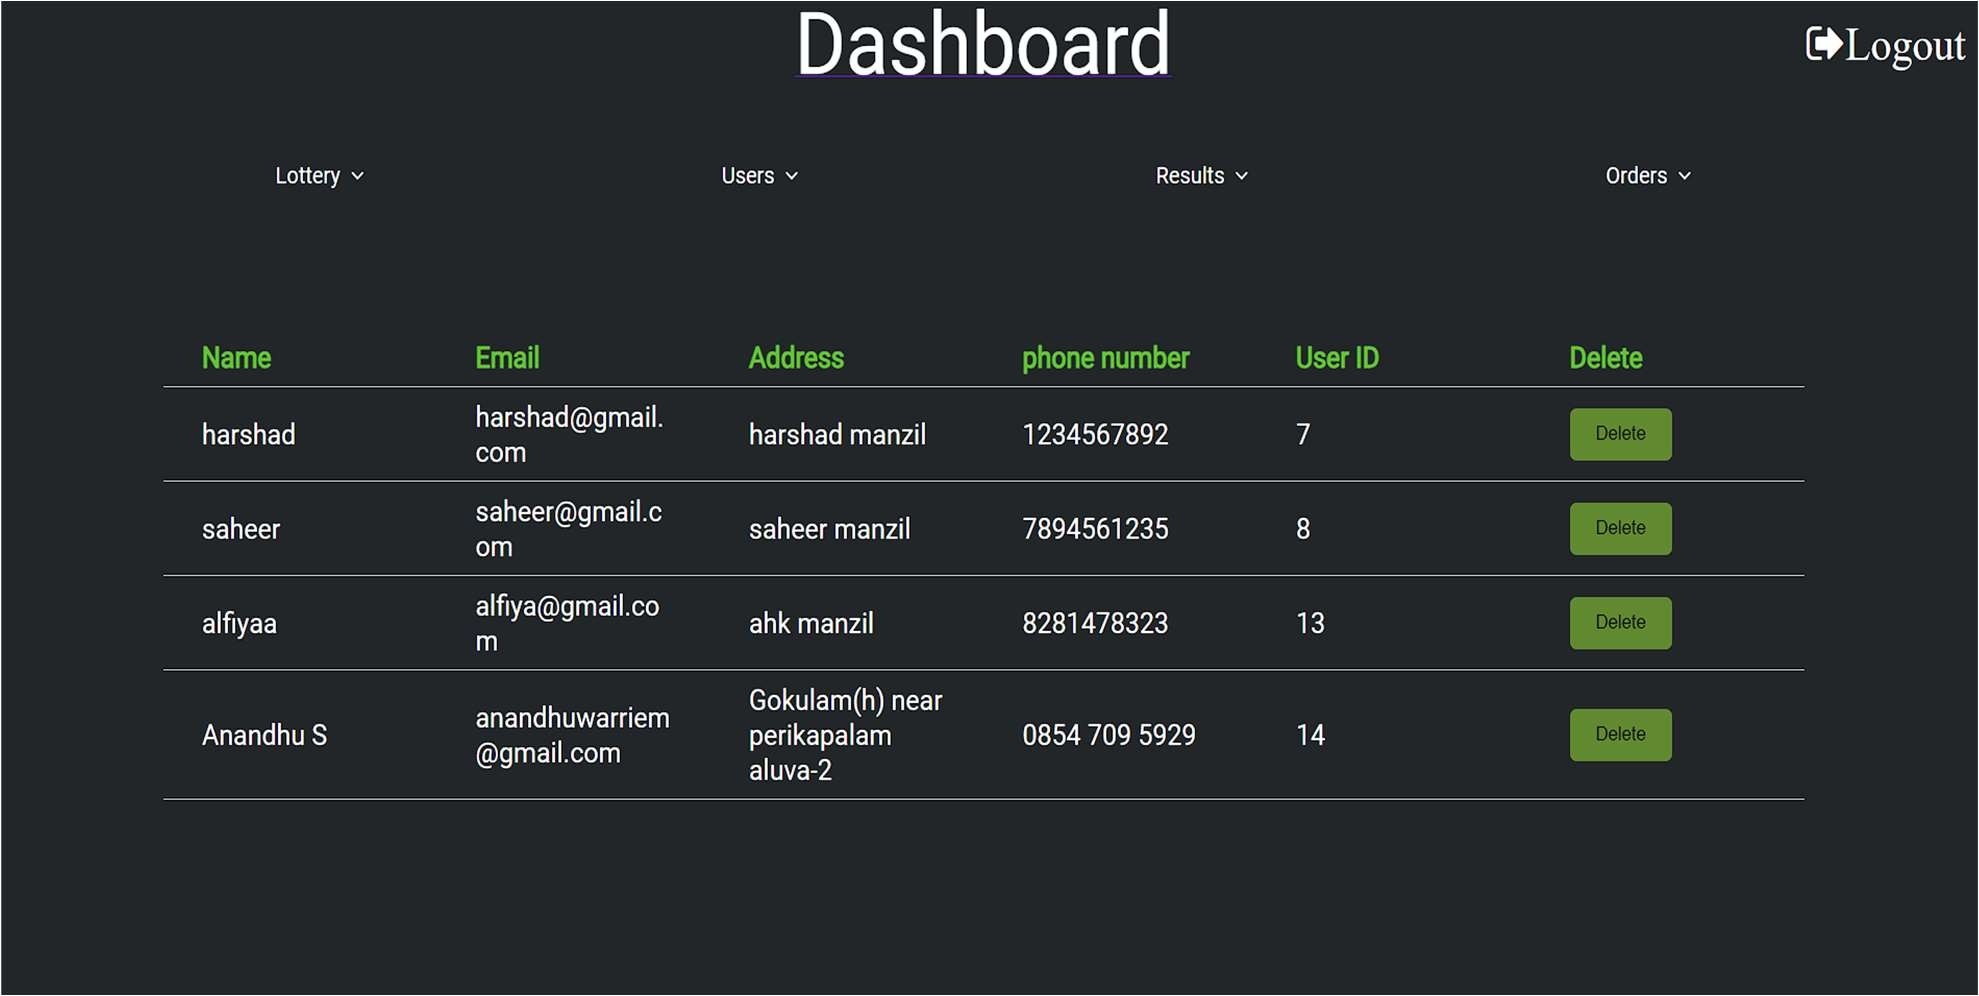 Dashboard
Logout
Lottery Users Results Orders
Name Email Address phone number User ID Delete
harshad harshad@gmail.
com harshad manzil 1234567892 7 Delete
saheer saheer@gmail.c
om saheer manzil 7894561235 8 Delete
alfiyaa alfiya@gmail.co
m ahk manzil 8281478323 13 Delete
Anandhu S anandhuwarriem
@gmail.com Gokulam(h) near
perikapalam
aluva-2 0854 709 5929 14 Delete